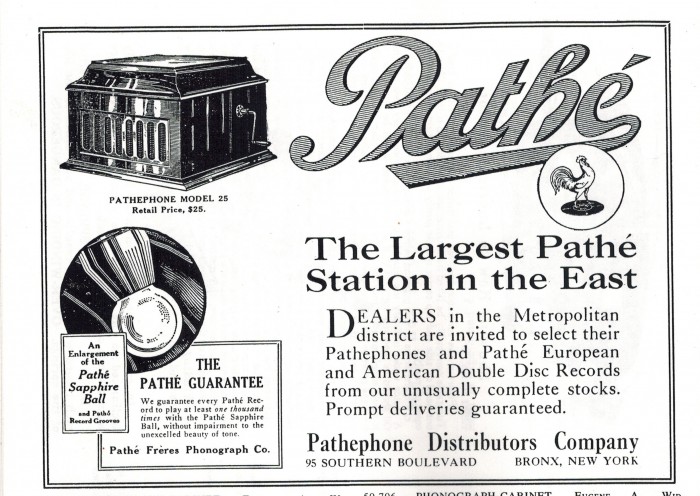 Pathé
PATHEPHONE MODEL 25
Retail Price, $25.
An
Enlargement
of the
Pathé
Sapphire
Ball
and Pathé
Record Grooves
THE
PATHÉ GUARANTEE
We guarantee every Pathé Rec-
ord to play at least one thousand
times with the Pathé Sapphire
Ball, without impairment to the
unexcelled beauty of tone.
Pathé Frères Phonograph Co.
The Largest Pathé
Station in the East
DEALERS in the Metropolitan
district are invited to select their
Pathephones and Pathé European
and American Double Disc Records
from our unusually complete stocks.
Prompt deliveries guaranteed.
Pathephone Distributors Company
95 SOUTHERN BOULEVARD BRONX, NEW YORK
PHONOGRAPH-CABINET EUGENE A.